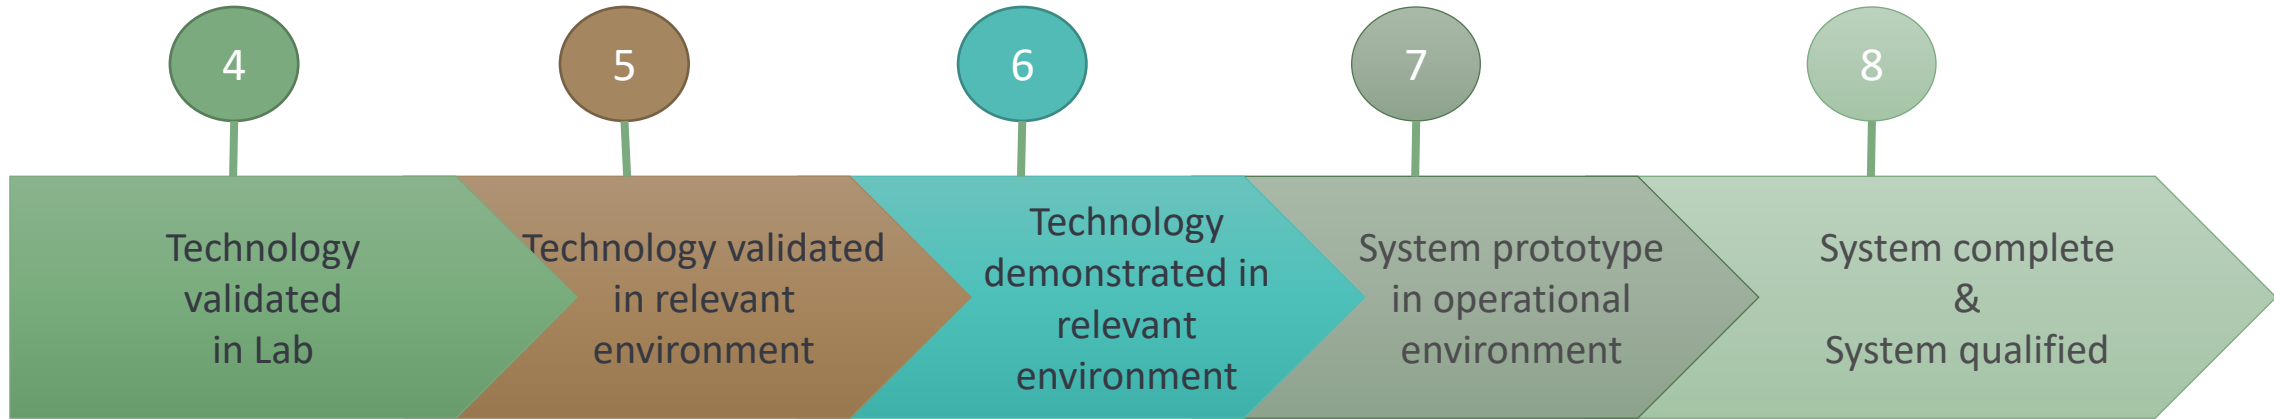 4
5
6
7
8
Technology
validated
in Lab
Technology validated
in relevant
environment
Technology
demonstrated in
relevant
environment
System prototype
in operational
environment
System complete
&
System qualified